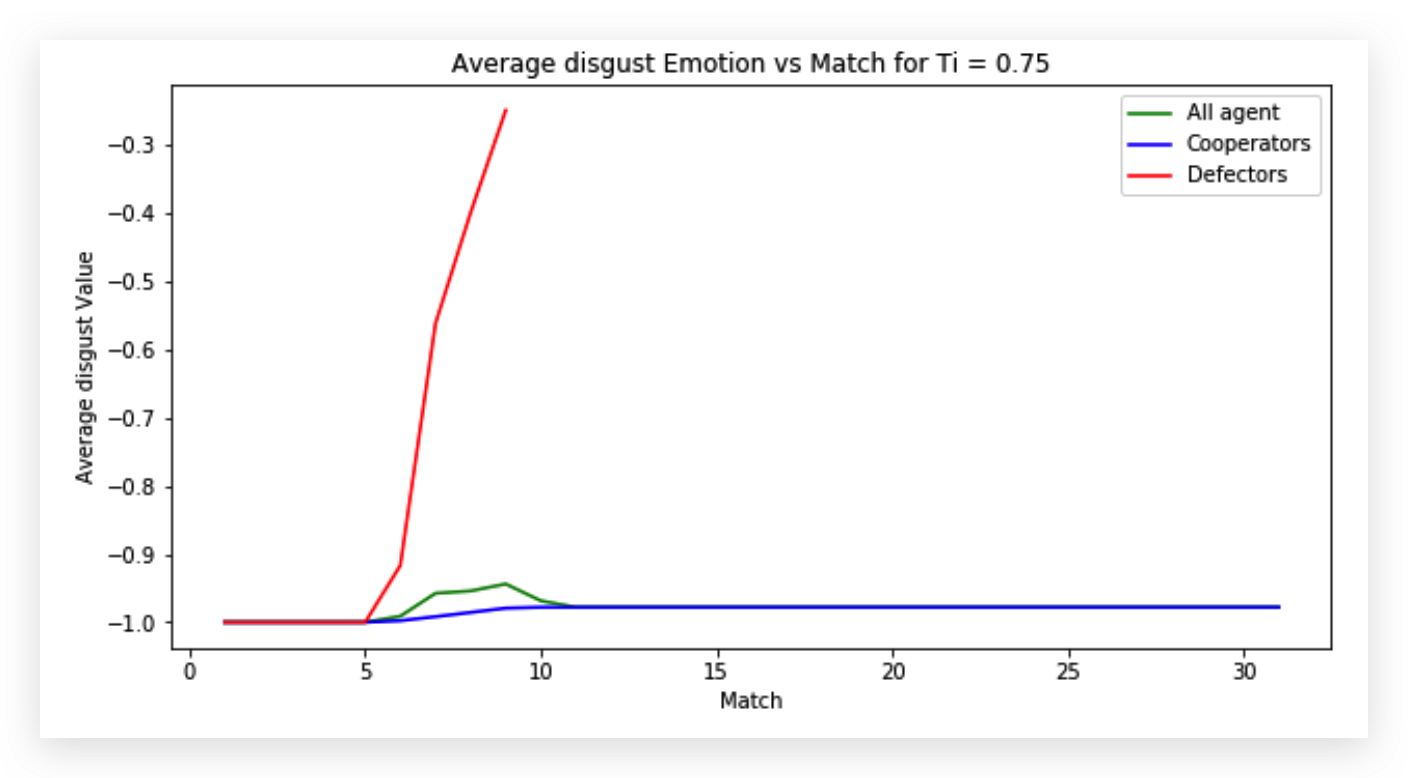 Average disgust Emotion vs Match for Ti = 0.75
All agent
Cooperators
Defectors
Average disgust Value
−0.3
−0.4
−0.5
−0.6
−0.7
−0.8
−0.9
−1.0
0 5 10 15 20 25 30
Match